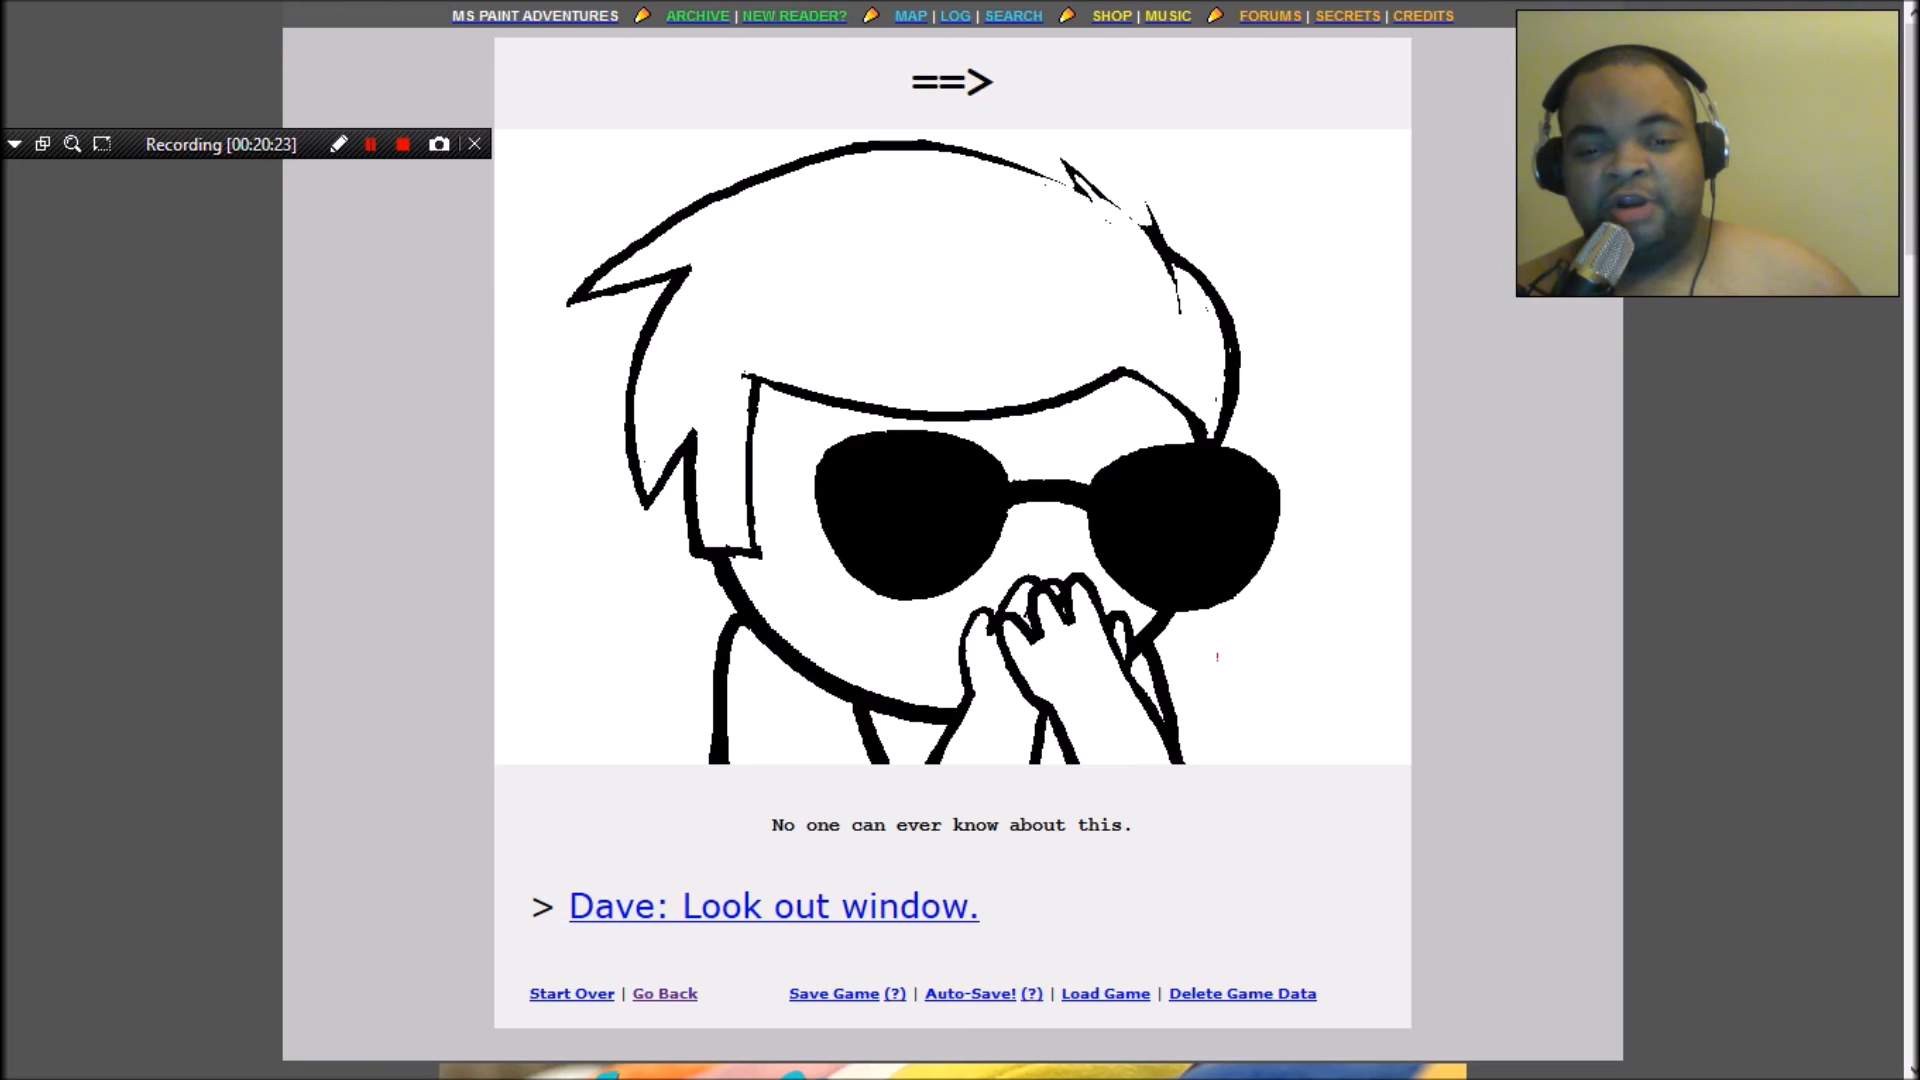 MS PAINT ADVENTURES ARCHIVE | NEW READER? MAP | LOG | SEARCH SHOP | MUSIC FORUMS | SECRETS | CREDITS
==>
Recording [00:20:23]
!
No one can ever know about this.
> Dave: Look out window.
Start Over | Go Back Save Game (?) | Auto-Save! (?) | Load Game | Delete Game Data